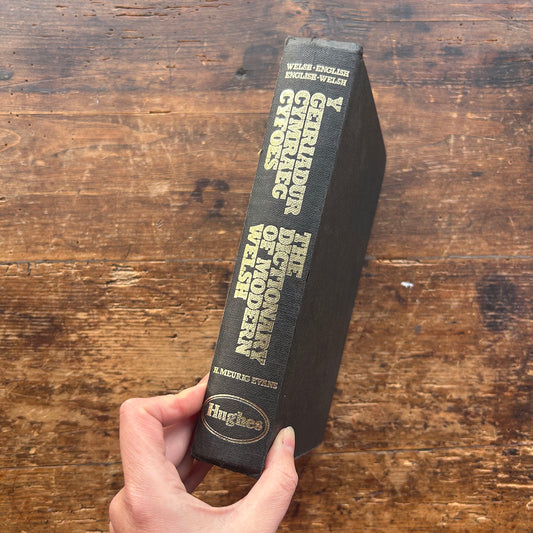 WELSH • ENGLISH
ENGLISH • WELSH
Y
GEIRIADUR
CYMRAEG
CYFOES
THE
DICTIONARY
OF MODERN
WELSH
H. MEURIG EVANS
Hughes